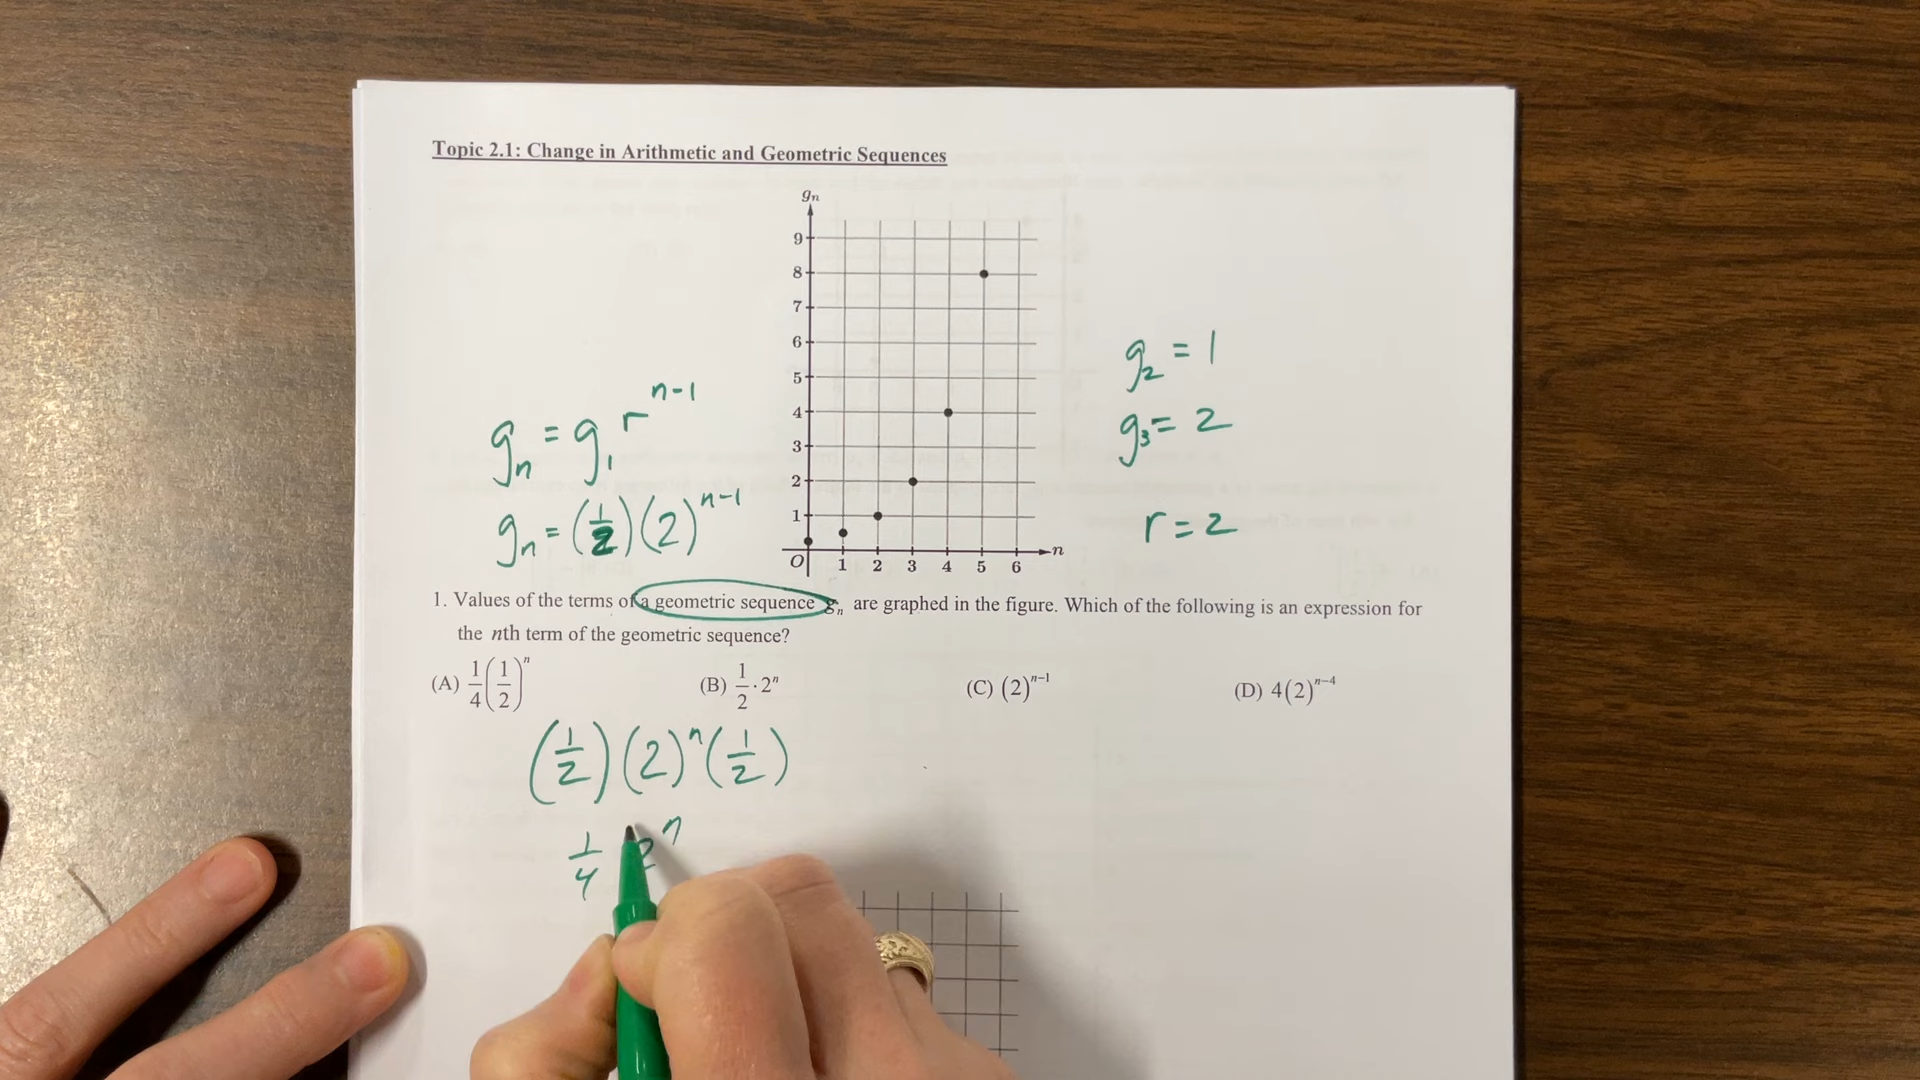 Topic 2.1: Change in Arithmetic and Geometric Sequences
gₙ
9
8
7
6
5
4
3
2
1
O 1 2 3 4 5 6 n
gₙ = g₁ rⁿ⁻¹
gₙ = (1/2)(2)ⁿ⁻¹
g₂ = 1
g₃ = 2
r = 2
1. Values of the terms of a geometric sequence gₙ are graphed in the figure. Which of the following is an expression for
the nth term of the geometric sequence?
(A) 1/4(1/2)ⁿ (B) 1/2 · 2ⁿ (C) (2)ⁿ⁻¹ (D) 4(2)ⁿ⁻⁴
(1/2)(2)ⁿ(1/2)
1/4 2ⁿ